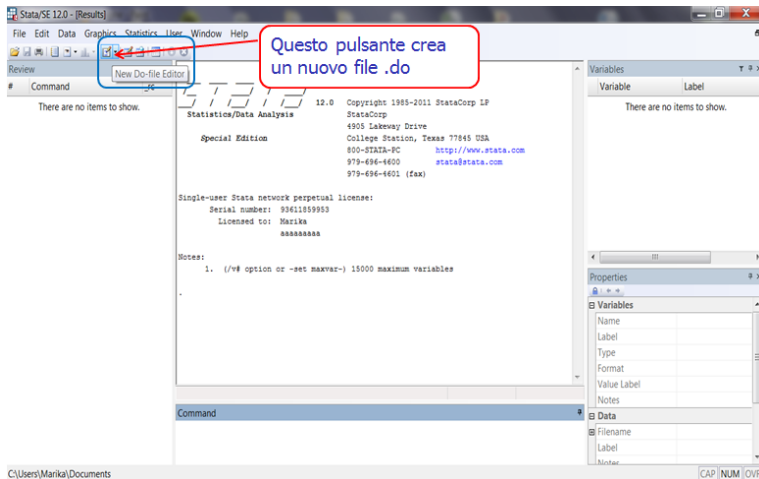 Stata/SE 12.0 - [Results]
File Edit Data Graphics Statistics User Window Help
Questo pulsante crea
un nuovo file .do
New Do-file Editor
Review
# Command _rc
There are no items to show.
12.0 Copyright 1985-2011 StataCorp LP
Statistics/Data Analysis StataCorp
4905 Lakeway Drive
Special Edition College Station, Texas 77845 USA
800-STATA-PC http://www.stata.com
979-696-4600 stata@stata.com
979-696-4601 (fax)
Single-user Stata network perpetual license:
Serial number: 93611859953
Licensed to: Marika
aaaaaaaaa
Notes:
1. (/v# option or -set maxvar-) 15000 maximum variables
.
Command
Variables
Variable Label
There are no items to show.
Properties
Variables
Name
Label
Type
Format
Value Label
Notes
Data
Filename
Label
Notes
C:\Users\Marika\Documents
CAP NUM OVR